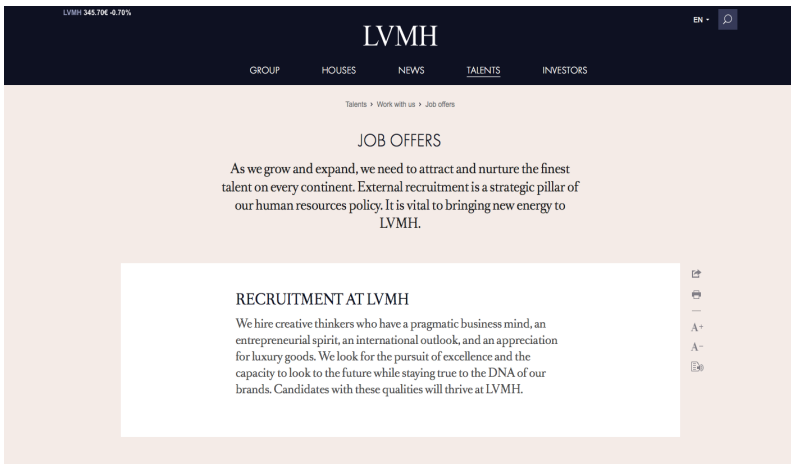 LVMH 345.70€ -0.70%
EN
LVMH
GROUP HOUSES NEWS TALENTS INVESTORS
Talents > Work with us > Job offers
JOB OFFERS
As we grow and expand, we need to attract and nurture the finest
talent on every continent. External recruitment is a strategic pillar of
our human resources policy. It is vital to bringing new energy to
LVMH.
RECRUITMENT AT LVMH
We hire creative thinkers who have a pragmatic business mind, an
entrepreneurial spirit, an international outlook, and an appreciation
for luxury goods. We look for the pursuit of excellence and the
capacity to look to the future while staying true to the DNA of our
brands. Candidates with these qualities will thrive at LVMH.
A+
A-